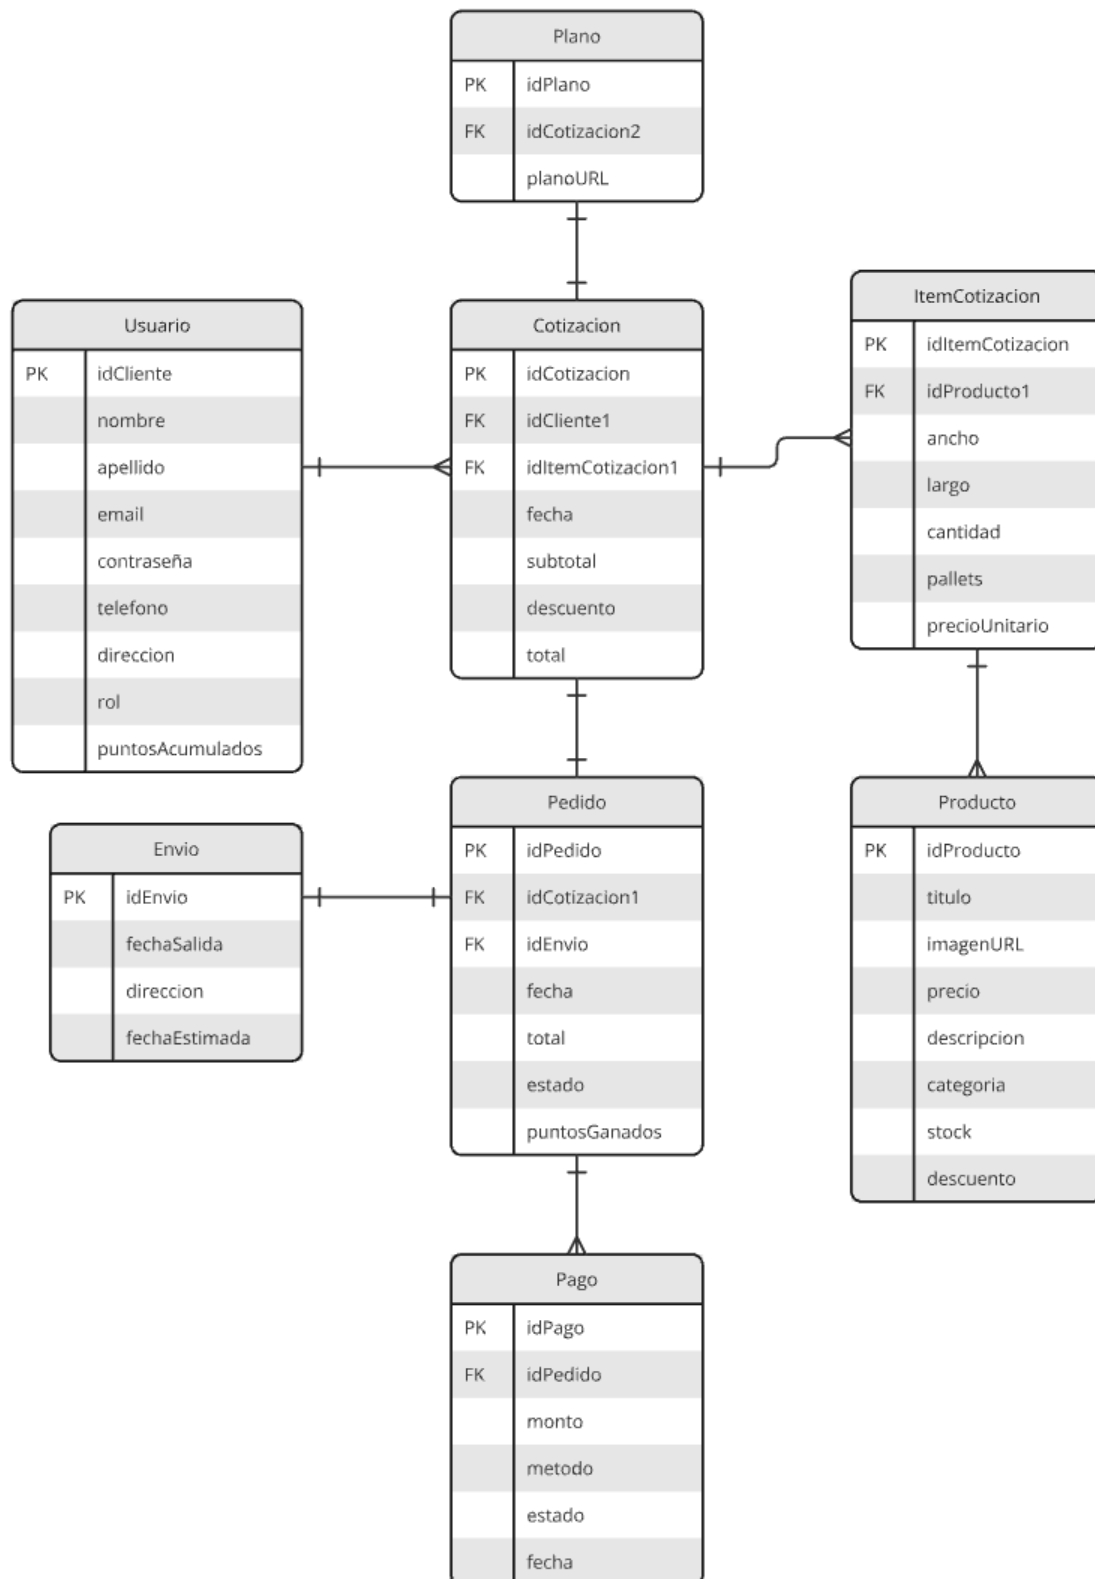 Plano
PK idPlano
FK idCotizacion2
planoURL
Usuario
PK idCliente
nombre
apellido
email
contraseña
telefono
direccion
rol
puntosAcumulados
Cotizacion
PK idCotizacion
FK idCliente1
FK idItemCotizacion1
fecha
subtotal
descuento
total
ItemCotizacion
PK idItemCotizacion
FK idProducto1
ancho
largo
cantidad
pallets
precioUnitario
Envio
PK idEnvio
fechaSalida
direccion
fechaEstimada
Pedido
PK idPedido
FK idCotizacion1
FK idEnvio
fecha
total
estado
puntosGanados
Producto
PK idProducto
titulo
imagenURL
precio
descripcion
categoria
stock
descuento
Pago
PK idPago
FK idPedido
monto
metodo
estado
fecha